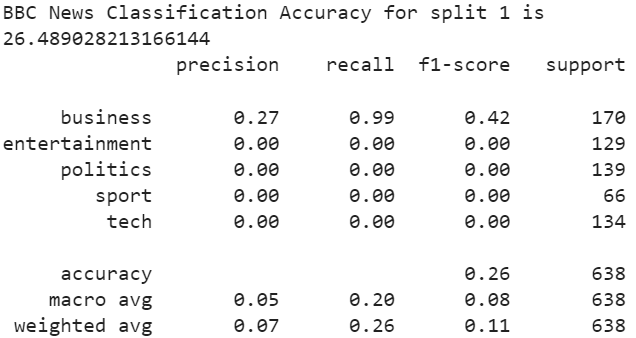 BBC News Classification Accuracy for split 1 is
26.489028213166144
precision recall f1-score support
business 0.27 0.99 0.42 170
entertainment 0.00 0.00 0.00 129
politics 0.00 0.00 0.00 139
sport 0.00 0.00 0.00 66
tech 0.00 0.00 0.00 134
accuracy 0.26 638
macro avg 0.05 0.20 0.08 638
weighted avg 0.07 0.26 0.11 638